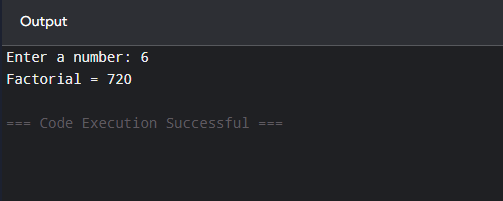 Output
Enter a number: 6
Factorial = 720
=== Code Execution Successful ===